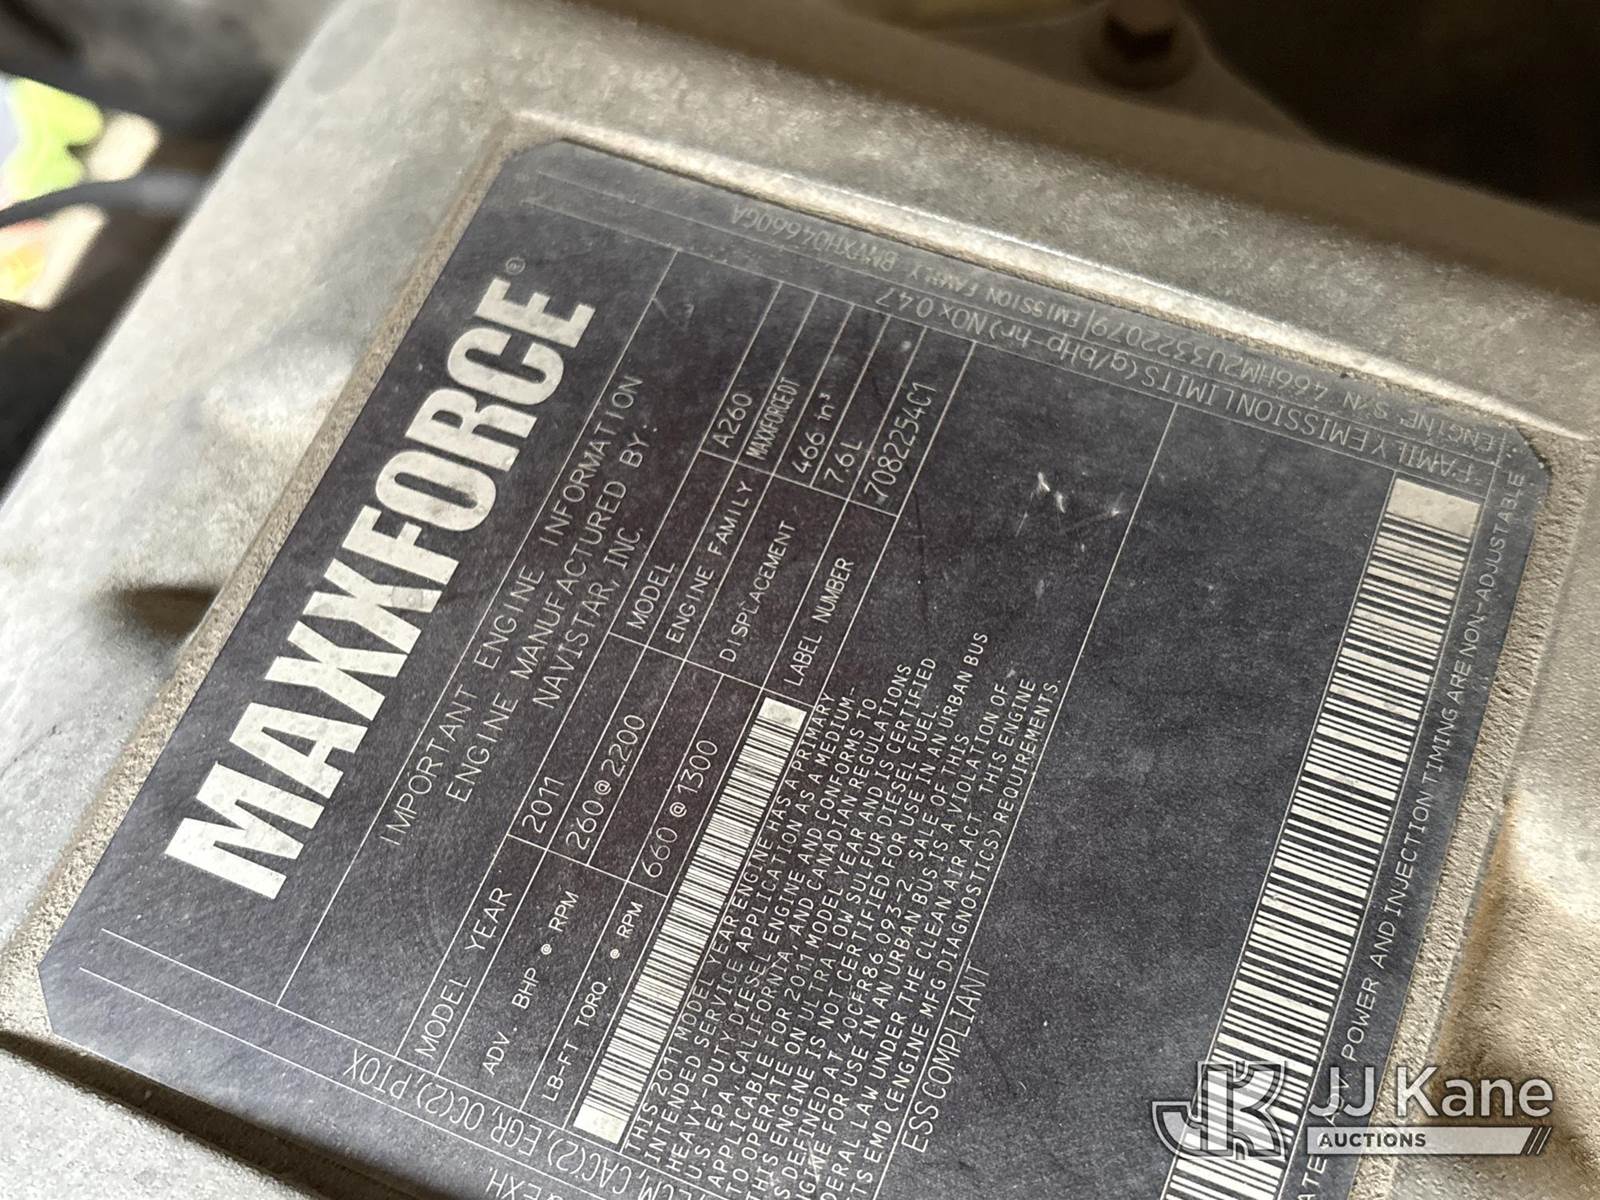 MAXXFORCE®
IMPORTANT ENGINE INFORMATION
ENGINE MANUFACTURED BY:
NAVISTAR, INC.
MODEL YEAR 2011 MODEL A260
ADV. BHP @ RPM 260 @ 2200 ENGINE FAMILY MAXXFORCEDT
LB-FT TORQ @ RPM 660 @ 1300 DISPLACEMENT 466 in³
7.6L
LABEL NUMBER 7082254C1
THIS 2011 MODEL YEAR ENGINE HAS A PRIMARY
INTENDED SERVICE APPLICATION AS A MEDIUM-
HEAVY-DUTY DIESEL ENGINE AND CONFORMS TO
U.S. EPA, CALIFORNIA, AND CANADIAN REGULATIONS
APPLICABLE FOR 2011 MODEL YEAR AND IS CERTIFIED
TO OPERATE ON ULTRA LOW SULFUR DIESEL FUEL.
THIS ENGINE IS NOT CERTIFIED FOR USE IN AN URBAN BUS
AS DEFINED AT 40CFR86.093-2. SALE OF THIS
ENGINE FOR USE IN AN URBAN BUS IS A VIOLATION OF
FEDERAL LAW UNDER THE CLEAN AIR ACT THIS ENGINE
EMD (ENGINE MFG DIAGNOSTICS) REQUIREMENTS.
ESS COMPLIANT
POWER AND INJECTION TIMING ARE NON-ADJUSTABLE
FAMILY EMISSION LIMITS (g/bHp-hr) NOx 0.47
ENGINE S/N 466HM2U3322079 EMISSION FAMILY BNVXH0466OGA
ECM, CAC(2), EGR, OC(2), PTOX
EXH
JJ Kane
AUCTIONS